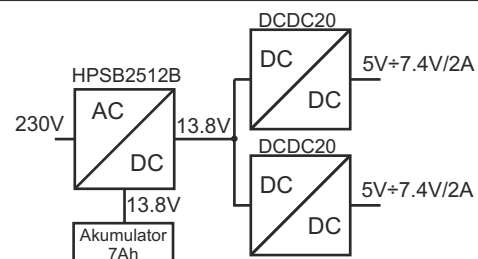 DCDC20
DC
DC
5V÷7.4V/2A
HPSB2512B
AC
DC
230V
13.8V
DCDC20
DC
DC
5V÷7.4V/2A
13.8V
Akumulator
7Ah